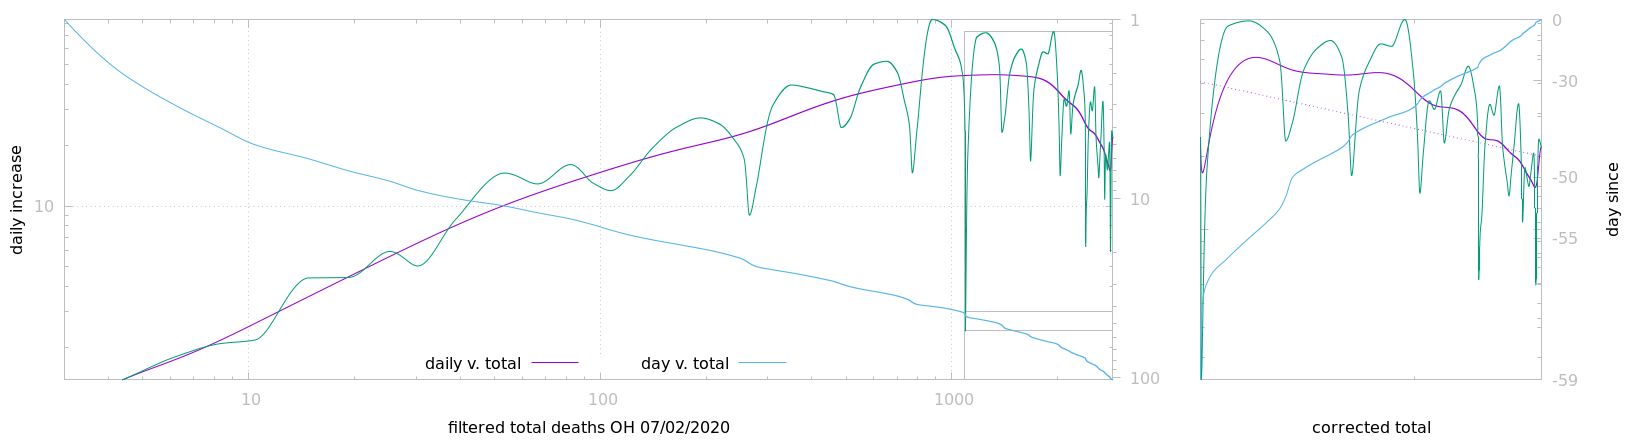 daily increase
10
daily v. total
day v. total
10
100
1000
1
10
100
filtered total deaths OH 07/02/2020
0
-30
-50
-55
-59
day since
corrected total